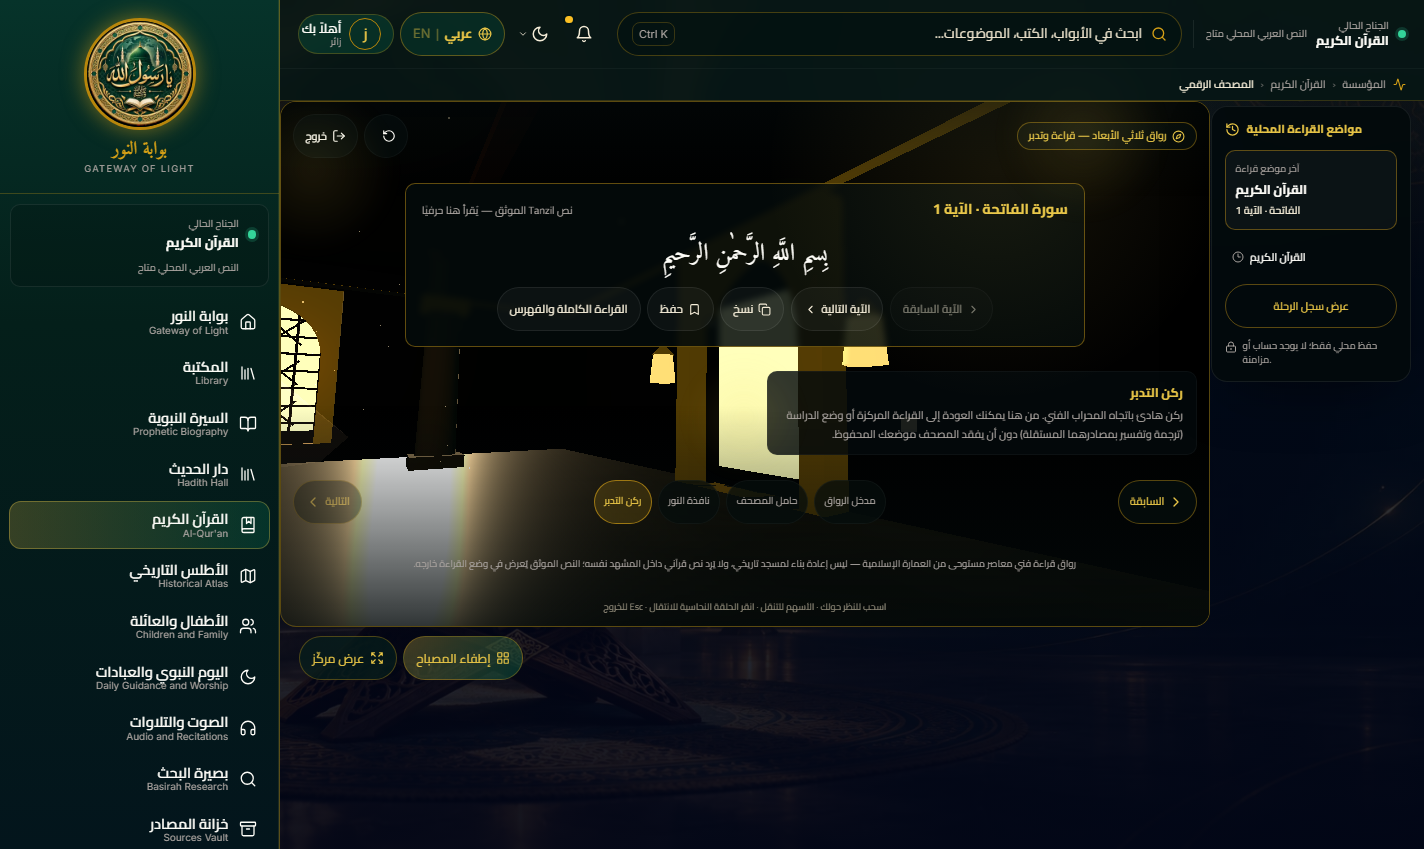 الجناح الحالي
القرآن الكريم
النص العربي المحلي متاح
ابحث في الأبواب، الكتب، الموضوعات...
Ctrl K
عربي | EN
أهلاً بك
زائر
ز
المؤسسة ‹ القرآن الكريم ‹ المصحف الرقمي
يا رسول الله
بوابة النور
GATEWAY OF LIGHT
الجناح الحالي
القرآن الكريم
النص العربي المحلي متاح
بوابة النور
Gateway of Light
المكتبة
Library
السيرة النبوية
Prophetic Biography
دار الحديث
Hadith Hall
القرآن الكريم
Al-Qur'an
الأطلس التاريخي
Historical Atlas
الأطفال والعائلة
Children and Family
اليوم النبوي والعبادات
Daily Guidance and Worship
الصوت والتلاوات
Audio and Recitations
بصيرة البحث
Basirah Research
خزانة المصادر
Sources Vault
مواضع القراءة المحلية
آخر موضع قراءة
القرآن الكريم
الفاتحة · الآية 1
القرآن الكريم
عرض سجل الرحلة
حفظ محلي فقط؛ لا يوجد حساب أو
مزامنة.
رواق ثلاثي الأبعاد — قراءة وتدبر
خروج
سورة الفاتحة · الآية 1
نص Tanzil الموثق — يُقرأ هنا حرفيًا
بِسمِ اللَّهِ الرَّحمٰنِ الرَّحيمِ
الآية السابقة
الآية التالية
نسخ
حفظ
القراءة الكاملة والفهرس
ركن التدبر
ركن هادئ باتجاه المحراب الفني. من هنا يمكنك العودة إلى القراءة المركزة أو وضع الدراسة
(ترجمة وتفسير بمصادرهما المستقلة) دون أن يفقد المصحف موضعك المحفوظ.
السابقة
مدخل الرواق
حامل المصحف
نافذة النور
ركن التدبر
التالية
رواق قراءة فني معاصر مستوحى من العمارة الإسلامية — ليس إعادة بناء لمسجد تاريخي، ولا يَرِد نص قرآني داخل المشهد نفسه؛ النص الموثق يُعرض في وضع القراءة خارجه.
اسحب للنظر حولك · الأسهم للتنقل · انقر الحلقة النحاسية للانتقال · Esc للخروج
إطفاء المصباح
عرض مركّز